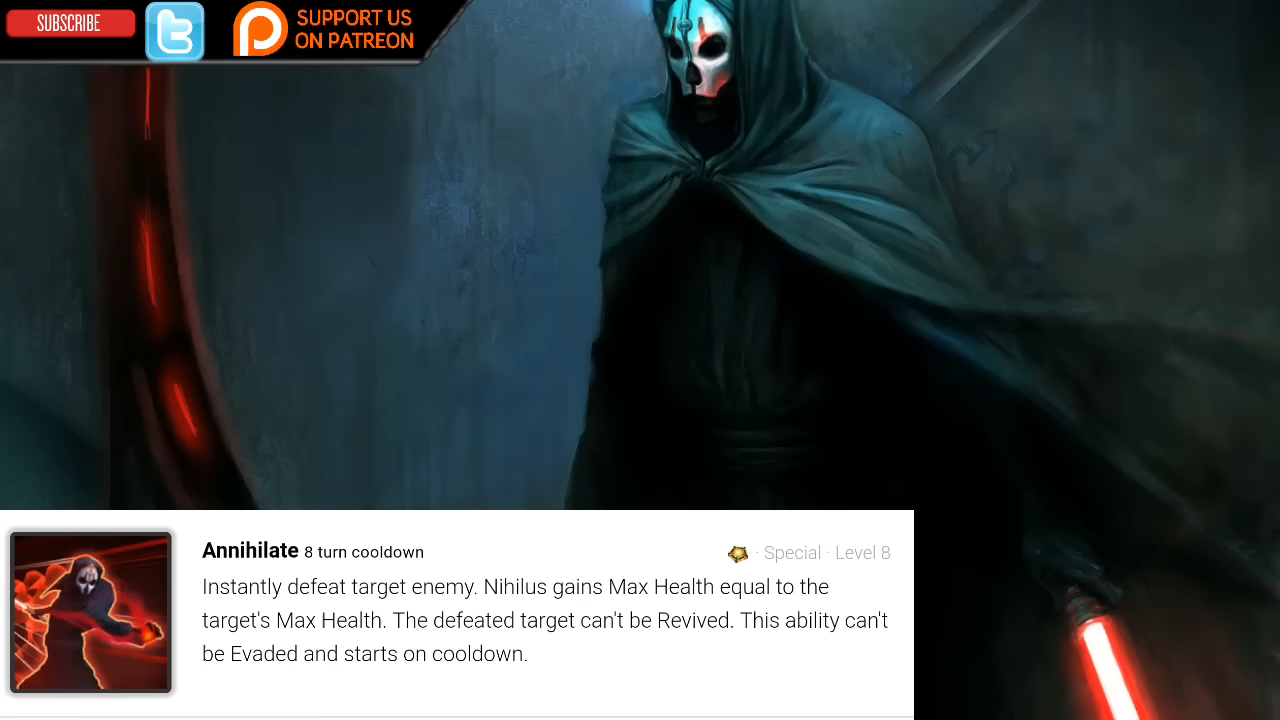 SUBSCRIBE
SUPPORT US
ON PATREON
Annihilate 8 turn cooldown · Special · Level 8
Instantly defeat target enemy. Nihilus gains Max Health equal to the
target's Max Health. The defeated target can't be Revived. This ability can't
be Evaded and starts on cooldown.